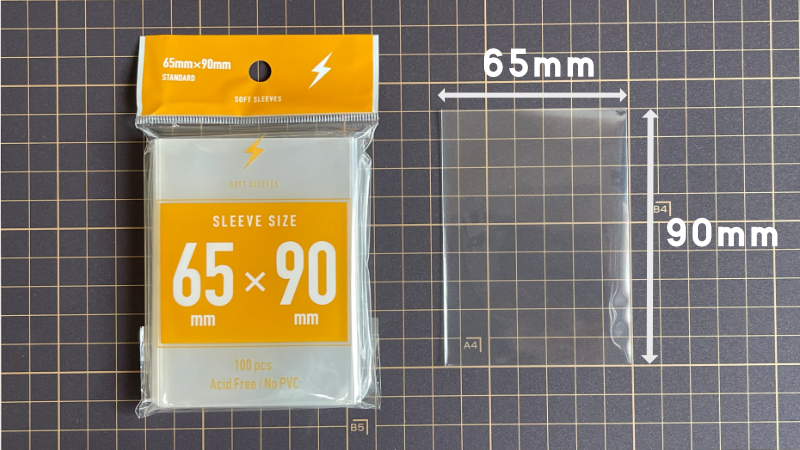 65mm×90mm
STANDARD
SOFT SLEEVES
SOFT SLEEVES
SLEEVE SIZE
65×90
mm mm
100 pcs
Acid Free / No PVC
65mm
90mm
B4
A4
B5